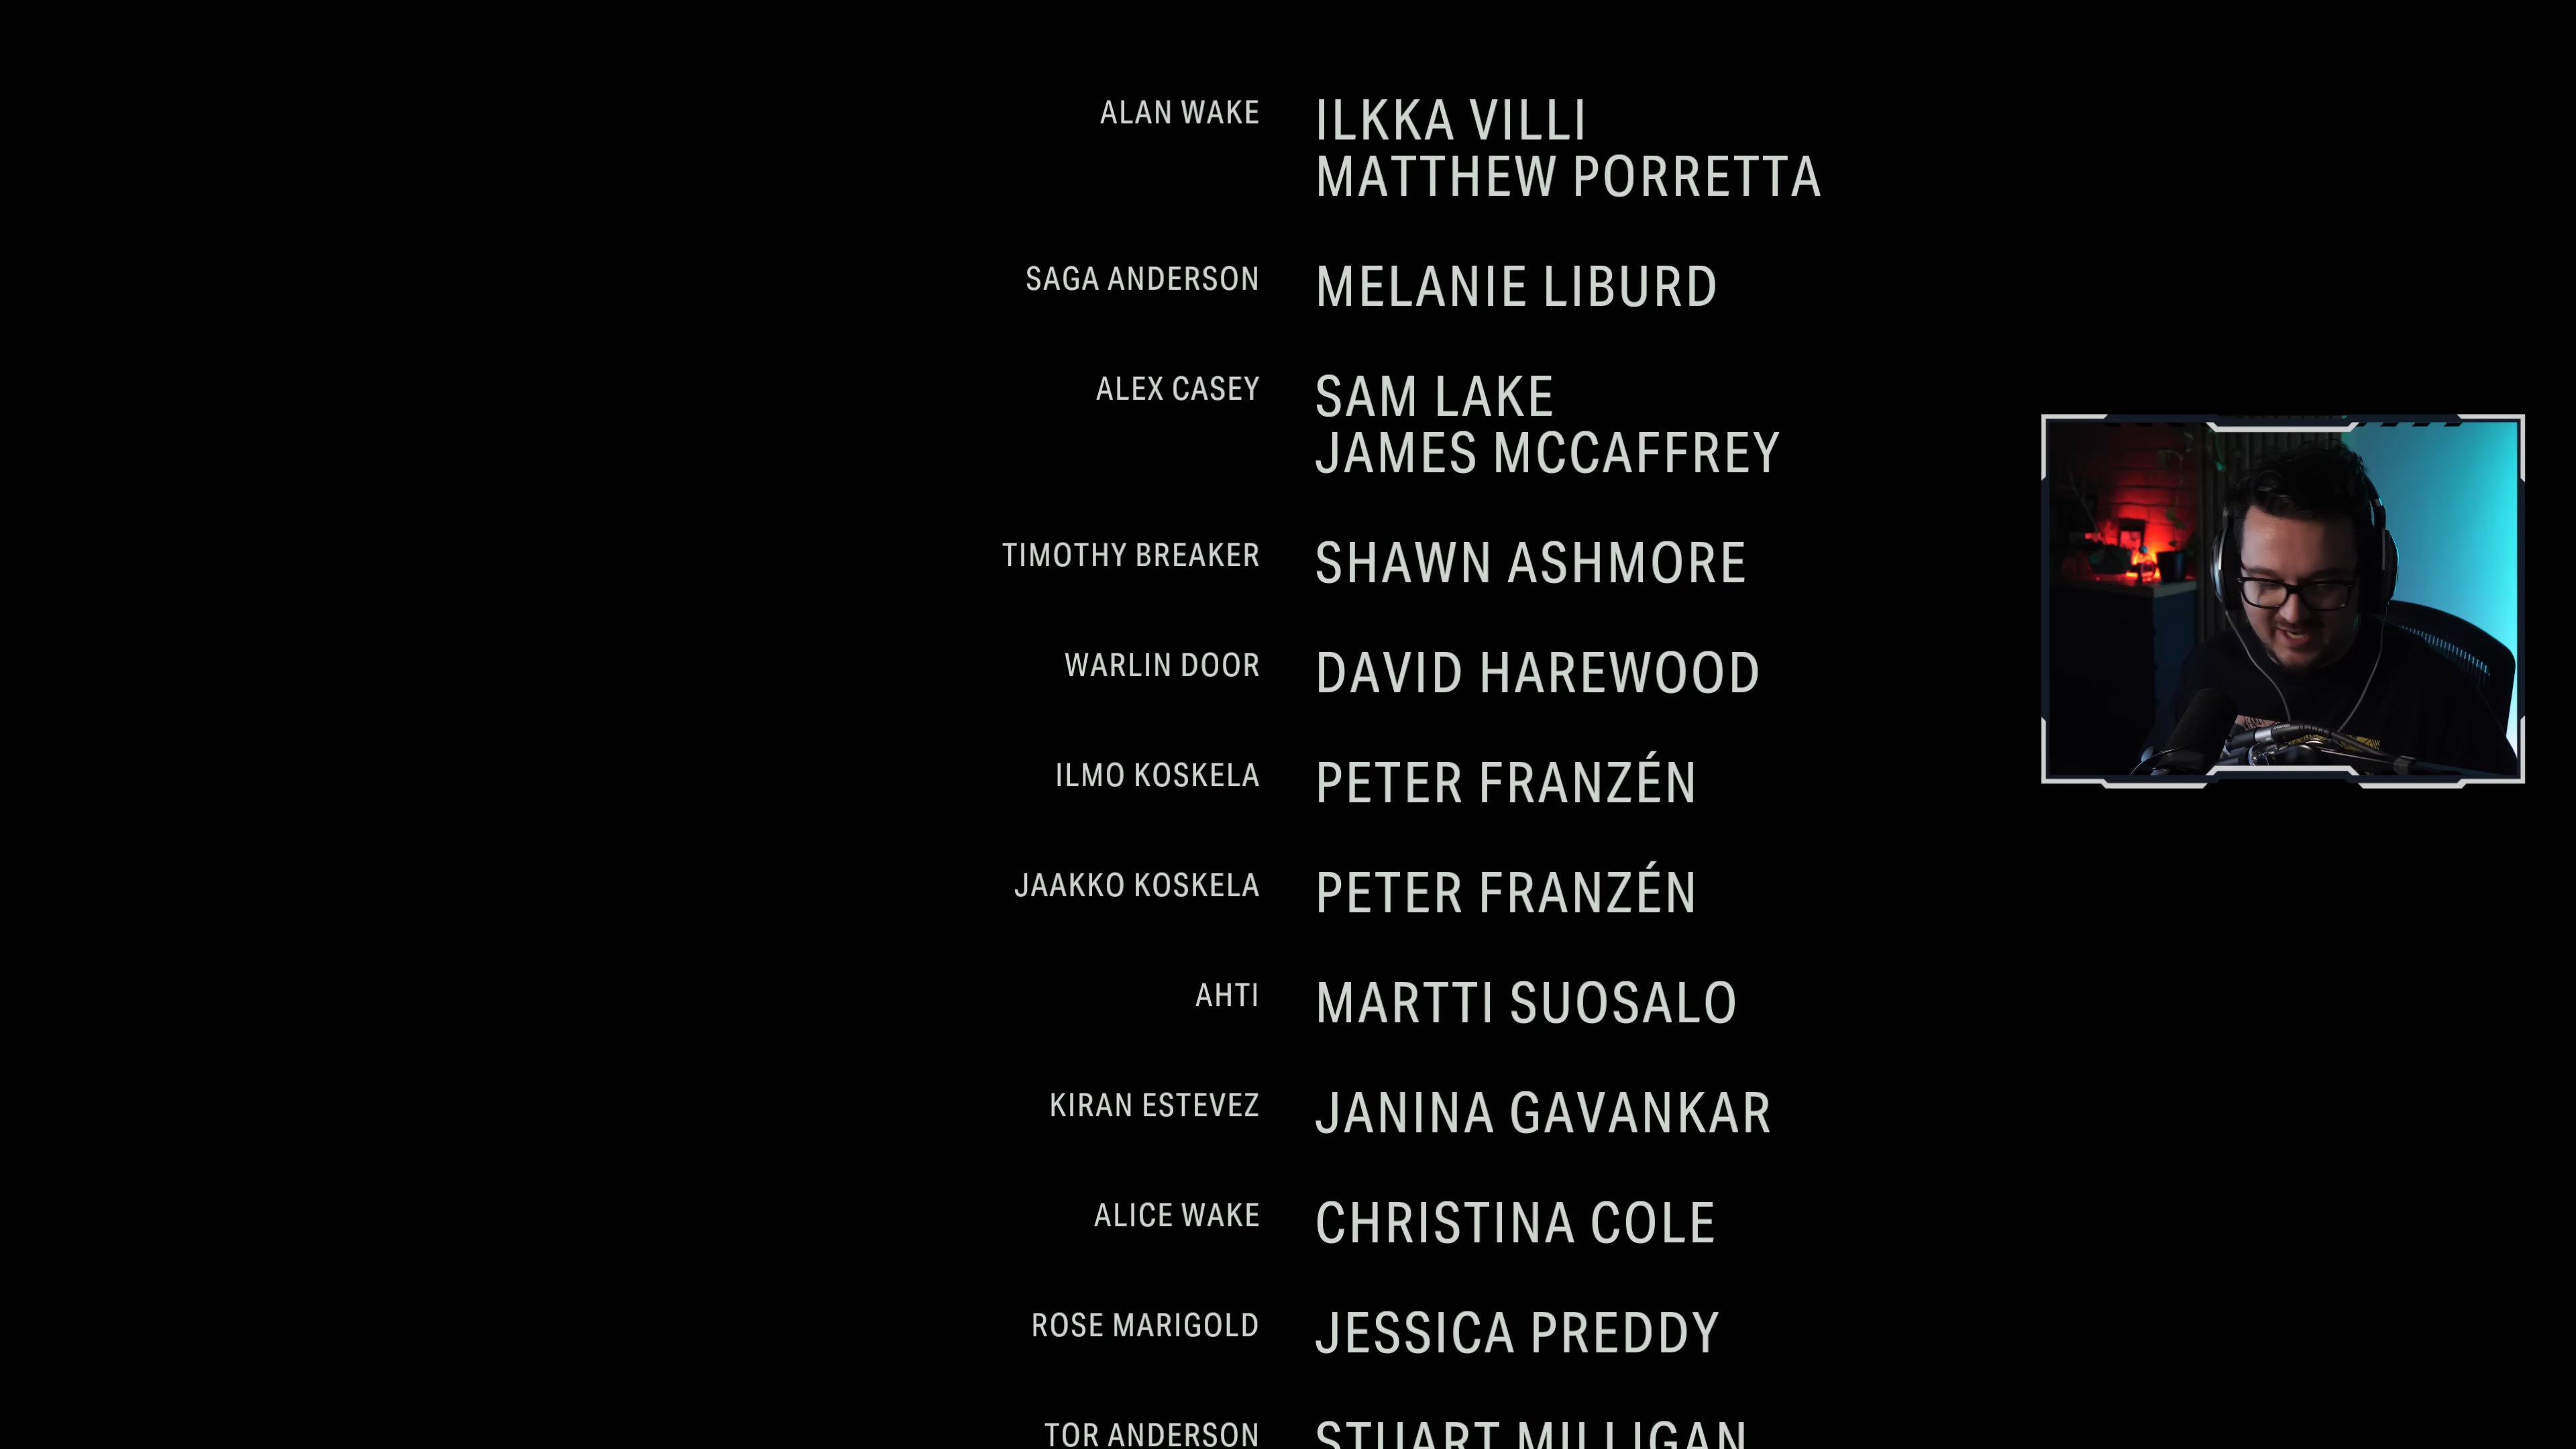 ALAN WAKE ILKKA VILLI
MATTHEW PORRETTA
SAGA ANDERSON MELANIE LIBURD
ALEX CASEY SAM LAKE
JAMES MCCAFFREY
TIMOTHY BREAKER SHAWN ASHMORE
WARLIN DOOR DAVID HAREWOOD
ILMO KOSKELA PETER FRANZÉN
JAAKKO KOSKELA PETER FRANZÉN
AHTI MARTTI SUOSALO
KIRAN ESTEVEZ JANINA GAVANKAR
ALICE WAKE CHRISTINA COLE
ROSE MARIGOLD JESSICA PREDDY
TOR ANDERSON STUART MILLIGAN